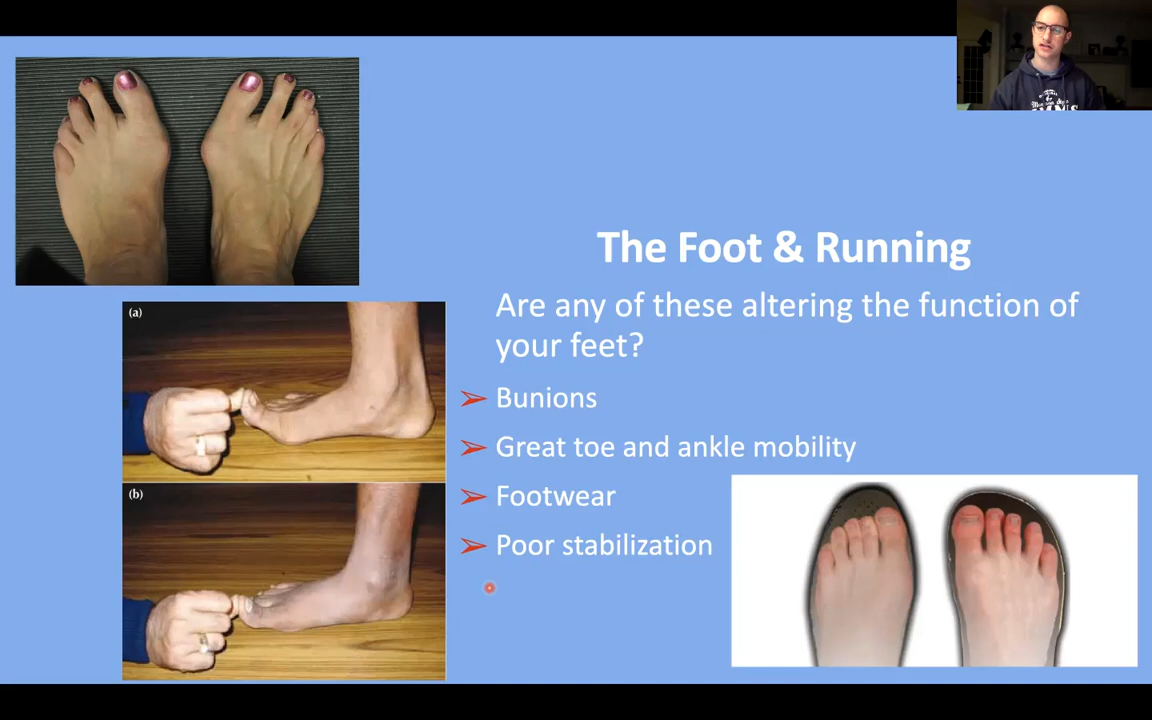 The Foot & Running
Are any of these altering the function of
your feet?
Bunions
Great toe and ankle mobility
Footwear
Poor stabilization
(a)
(b)